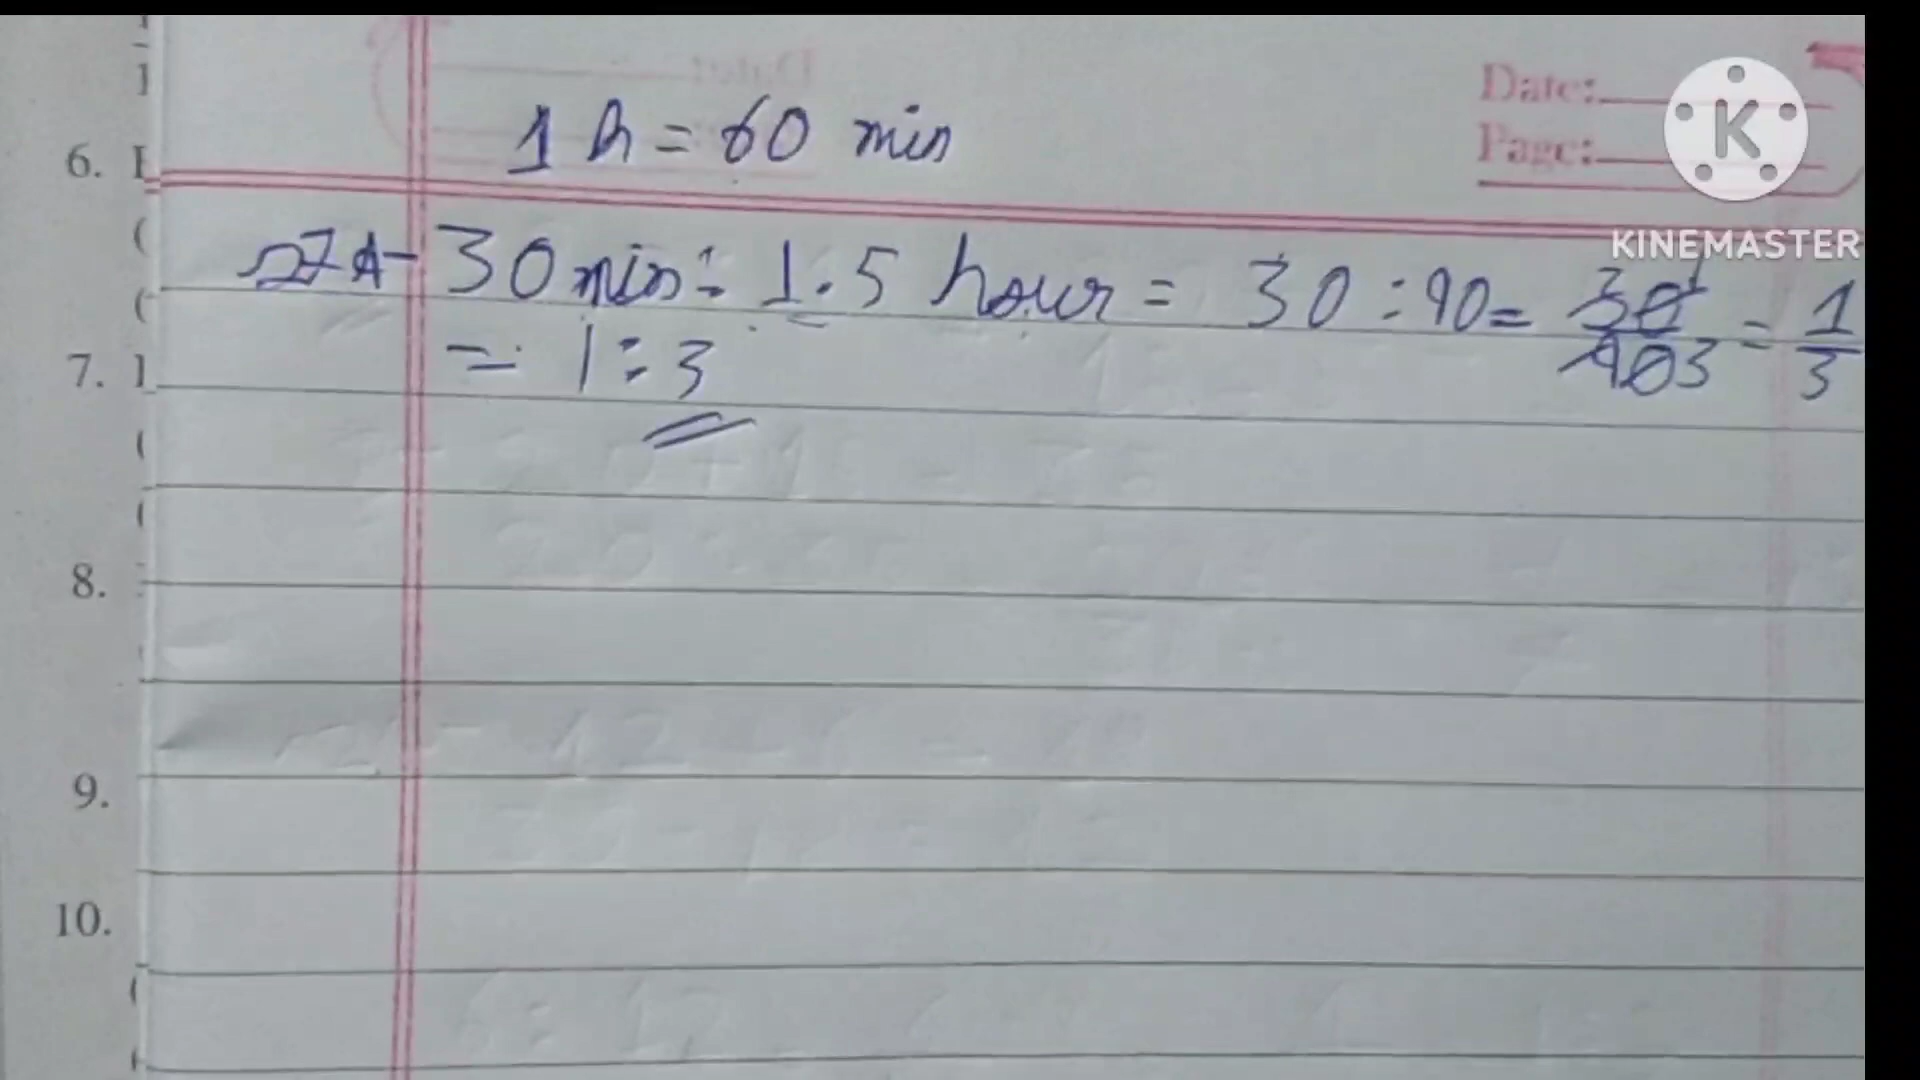 Date:
Page:
KINEMASTER
1 h = 60 min
30 min : 1.5 hour = 30 : 90 = 30/90 = 1/3
= 1 : 3
6.
7.
8.
9.
10.